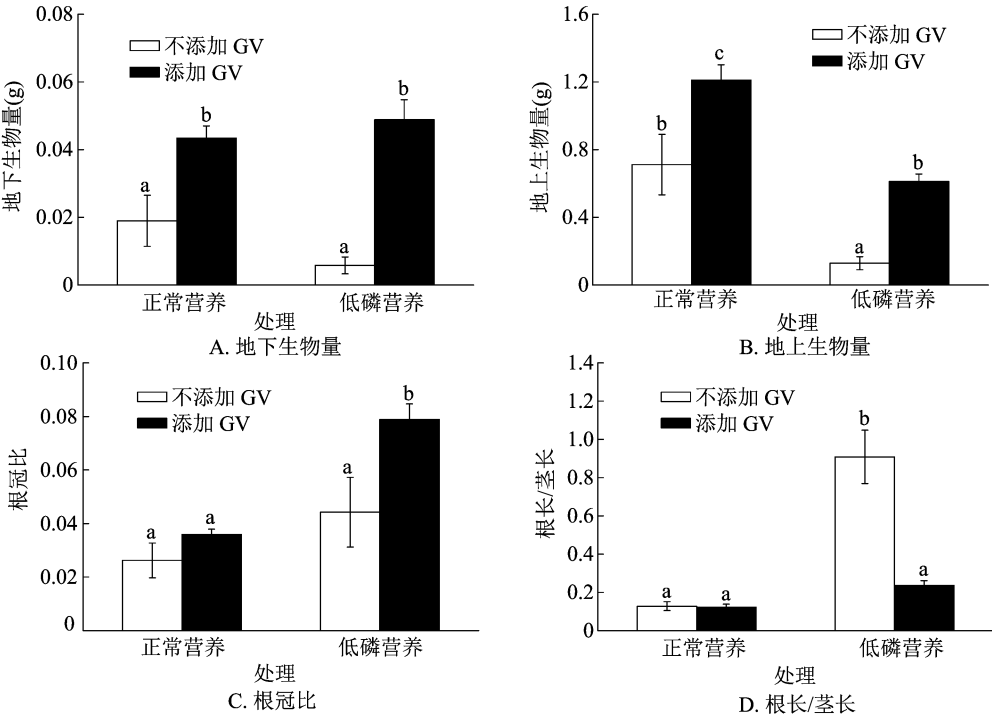 0.08
不添加 GV
添加 GV
0.06
0.04
0.02
0
地下生物量(g)
a
b
a
b
正常营养
低磷营养
处理
A. 地下生物量
1.6
不添加 GV
添加 GV
1.2
0.8
0.4
0
地上生物量(g)
b
c
a
b
正常营养
低磷营养
处理
B. 地上生物量
0.10
不添加 GV
添加 GV
0.08
0.06
0.04
0.02
0
根冠比
a
a
a
b
正常营养
低磷营养
处理
C. 根冠比
1.4
不添加 GV
添加 GV
1.2
1.0
0.8
0.6
0.4
0.2
0
根长/茎长
a
a
b
a
正常营养
低磷营养
处理
D. 根长/茎长